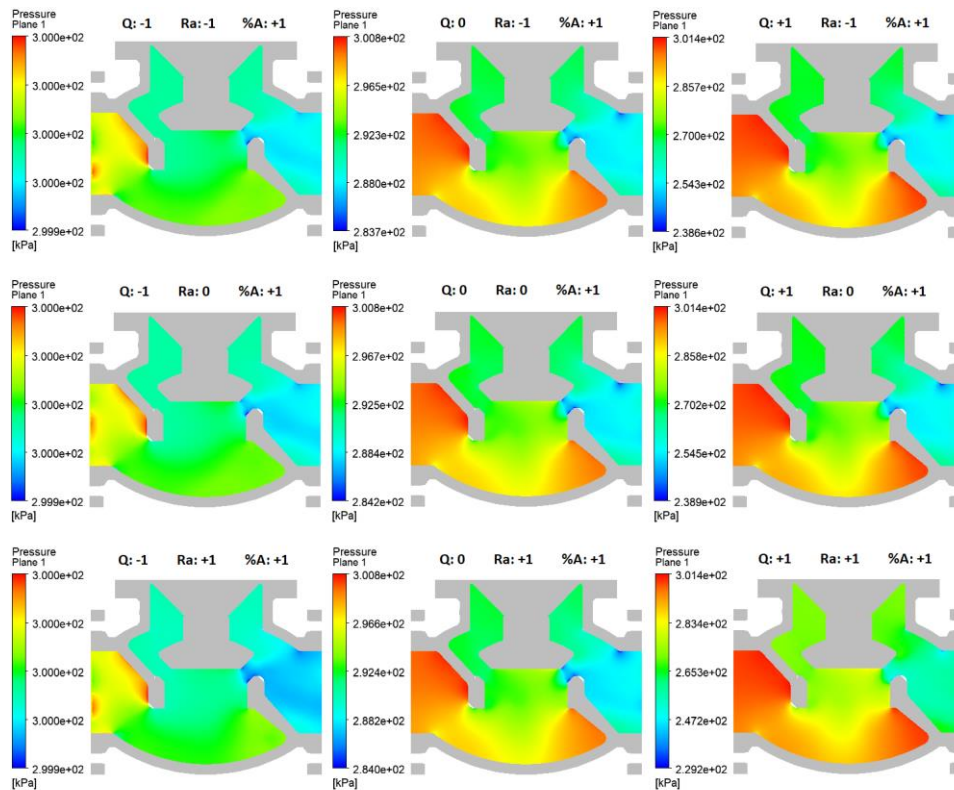 Pressure
Plane 1
Q: -1 Ra: -1 %A: +1
3.000e+02
3.000e+02
3.000e+02
3.000e+02
2.999e+02
[kPa]
Pressure
Plane 1
Q: 0 Ra: -1 %A: +1
3.008e+02
2.965e+02
2.923e+02
2.880e+02
2.837e+02
[kPa]
Pressure
Plane 1
Q: +1 Ra: -1 %A: +1
3.014e+02
2.857e+02
2.700e+02
2.543e+02
2.386e+02
[kPa]
Pressure
Plane 1
Q: -1 Ra: 0 %A: +1
3.000e+02
3.000e+02
3.000e+02
3.000e+02
2.999e+02
[kPa]
Pressure
Plane 1
Q: 0 Ra: 0 %A: +1
3.008e+02
2.967e+02
2.925e+02
2.884e+02
2.842e+02
[kPa]
Pressure
Plane 1
Q: +1 Ra: 0 %A: +1
3.014e+02
2.858e+02
2.702e+02
2.545e+02
2.389e+02
[kPa]
Pressure
Plane 1
Q: -1 Ra: +1 %A: +1
3.000e+02
3.000e+02
3.000e+02
3.000e+02
2.999e+02
[kPa]
Pressure
Plane 1
Q: 0 Ra: +1 %A: +1
3.008e+02
2.966e+02
2.924e+02
2.882e+02
2.840e+02
[kPa]
Pressure
Plane 1
Q: +1 Ra: +1 %A: +1
3.014e+02
2.834e+02
2.653e+02
2.472e+02
2.292e+02
[kPa]